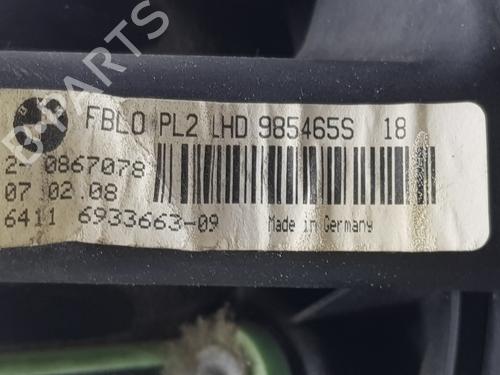 FBLO PL2 LHD 985465S 18
2-0867078
07.02.08
6411 6933663-09 Made in Germany
B-PARTS